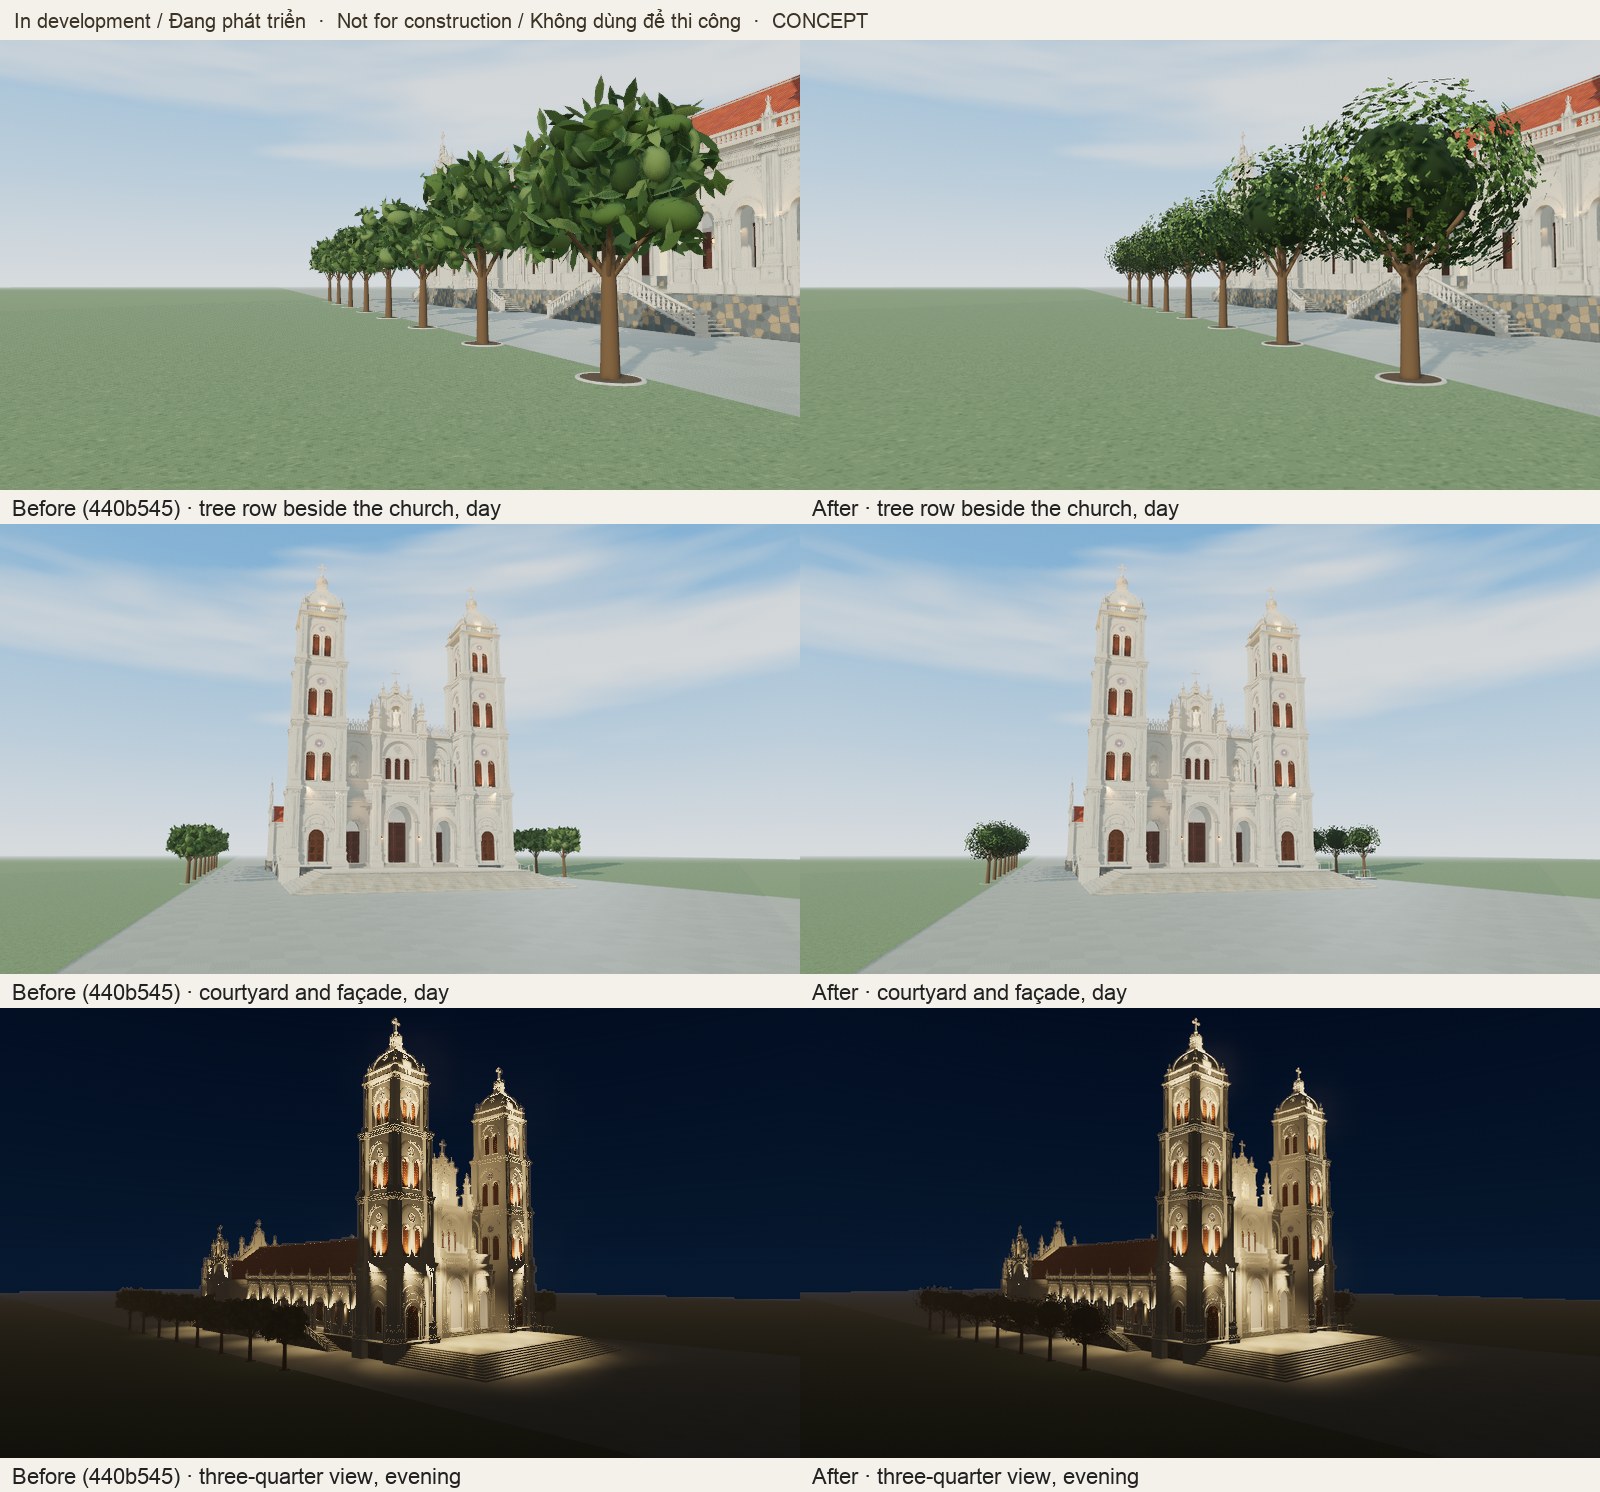 In development / Đang phát triển · Not for construction / Không dùng để thi công · CONCEPT
Before (440b545) · tree row beside the church, day
After · tree row beside the church, day
Before (440b545) · courtyard and façade, day
After · courtyard and façade, day
Before (440b545) · three-quarter view, evening
After · three-quarter view, evening